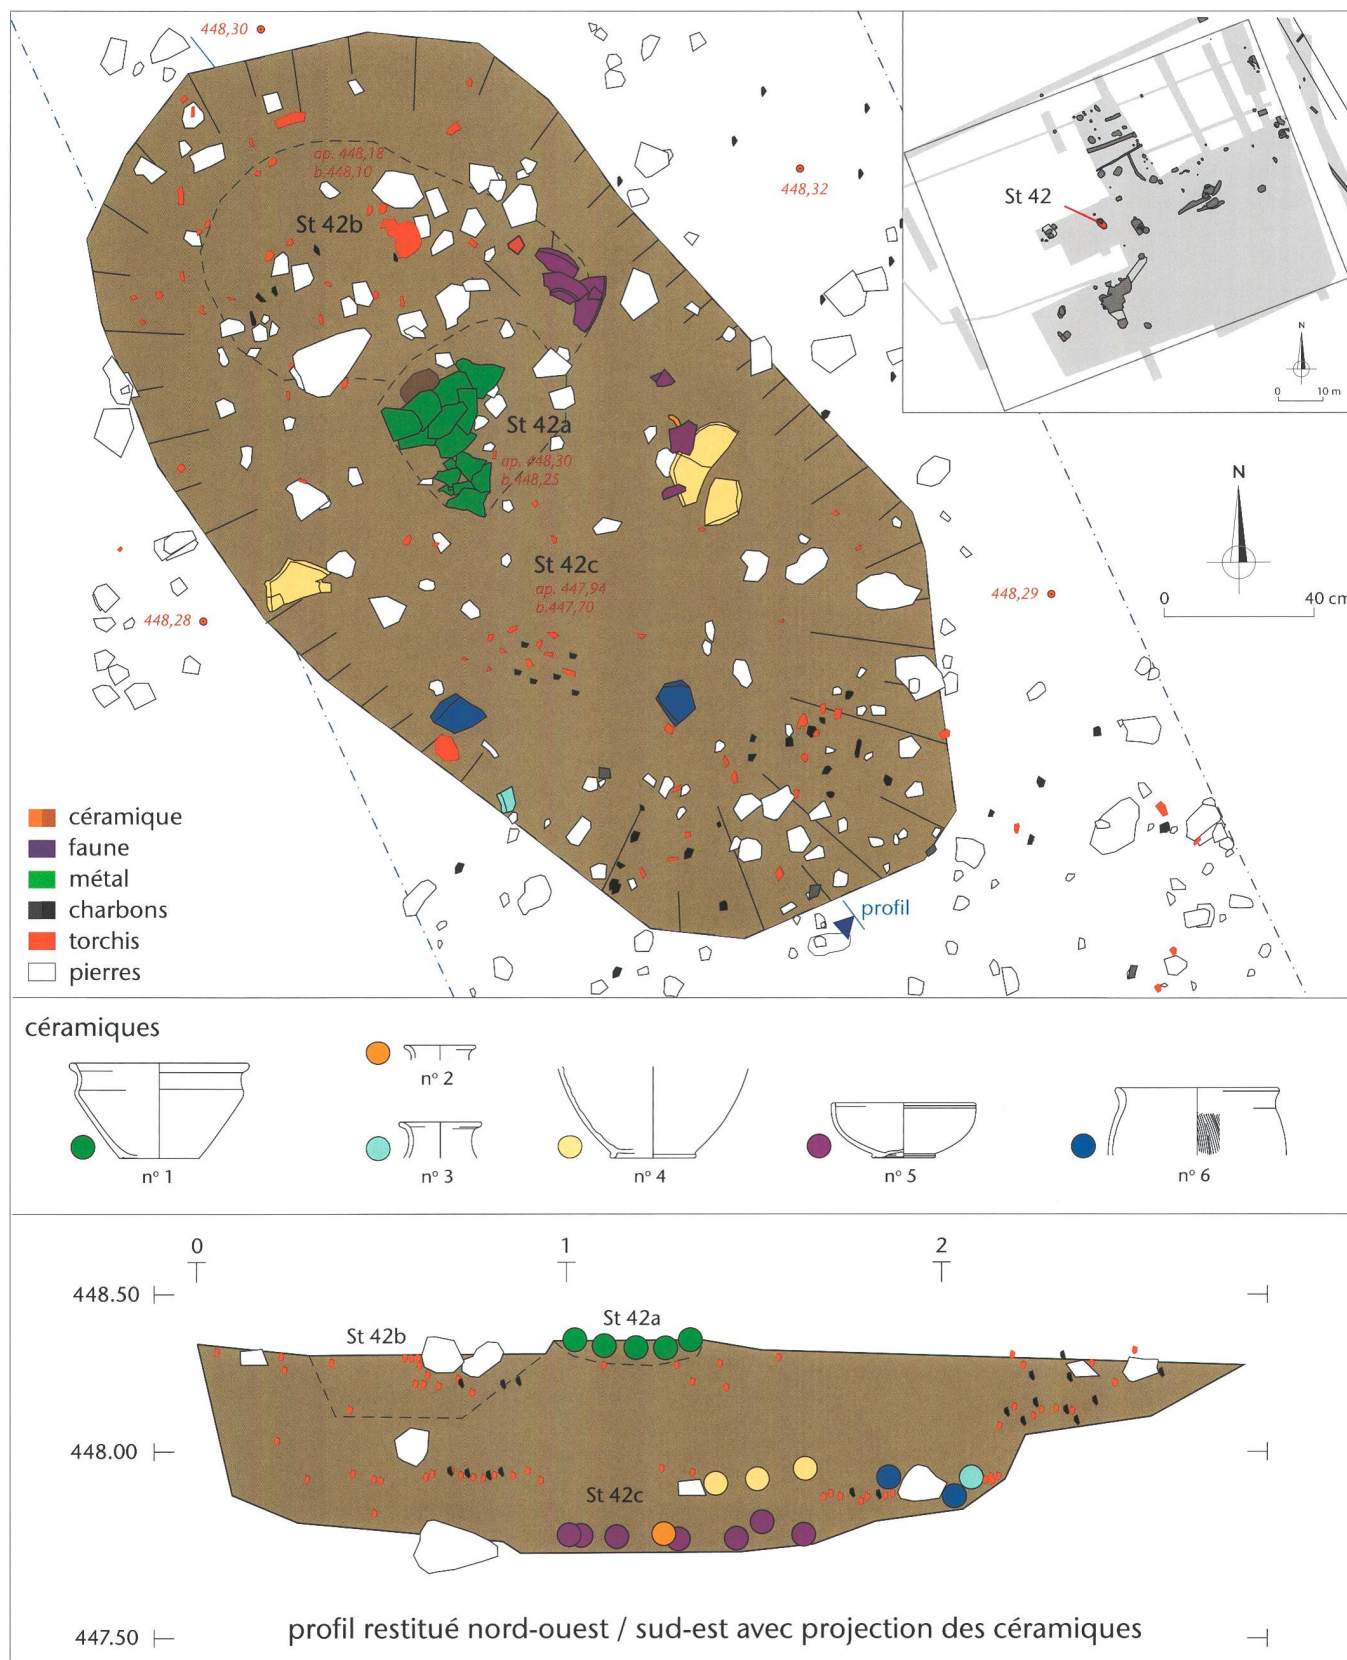 448,30
ap. 448,18
b.448,10
St 42b
448,32
St 42
N
0 10 m
St 42a
ap. 448,30
b.448,25
N
0 40 cm
St 42c
ap. 447,94
b.447,70
448,28
448,29
céramique
faune
métal
charbons
torchis
pierres
profil
céramiques
n° 1
n° 2
n° 3
n° 4
n° 5
n° 6
0 1 2
448.50
St 42b
St 42a
448.00
St 42c
447.50
profil restitué nord-ouest / sud-est avec projection des céramiques